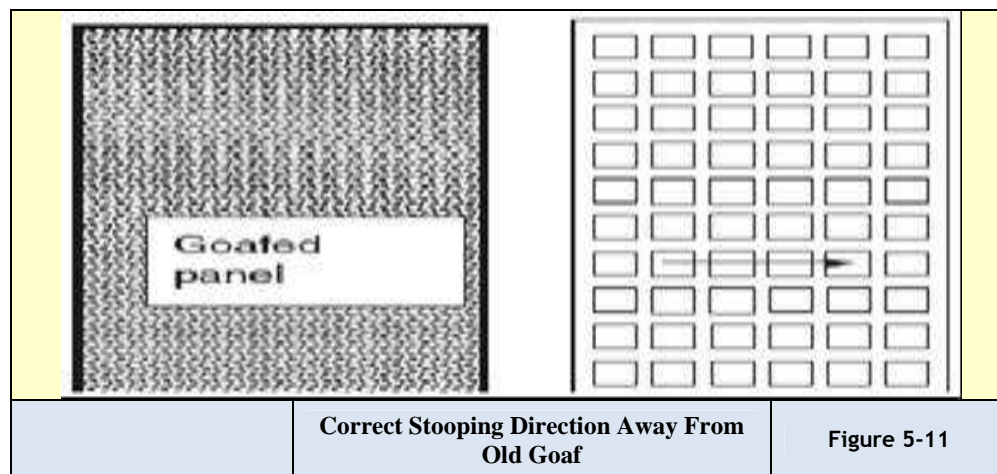 Goafed
panel
Correct Stooping Direction Away From
Old Goaf
Figure 5-11